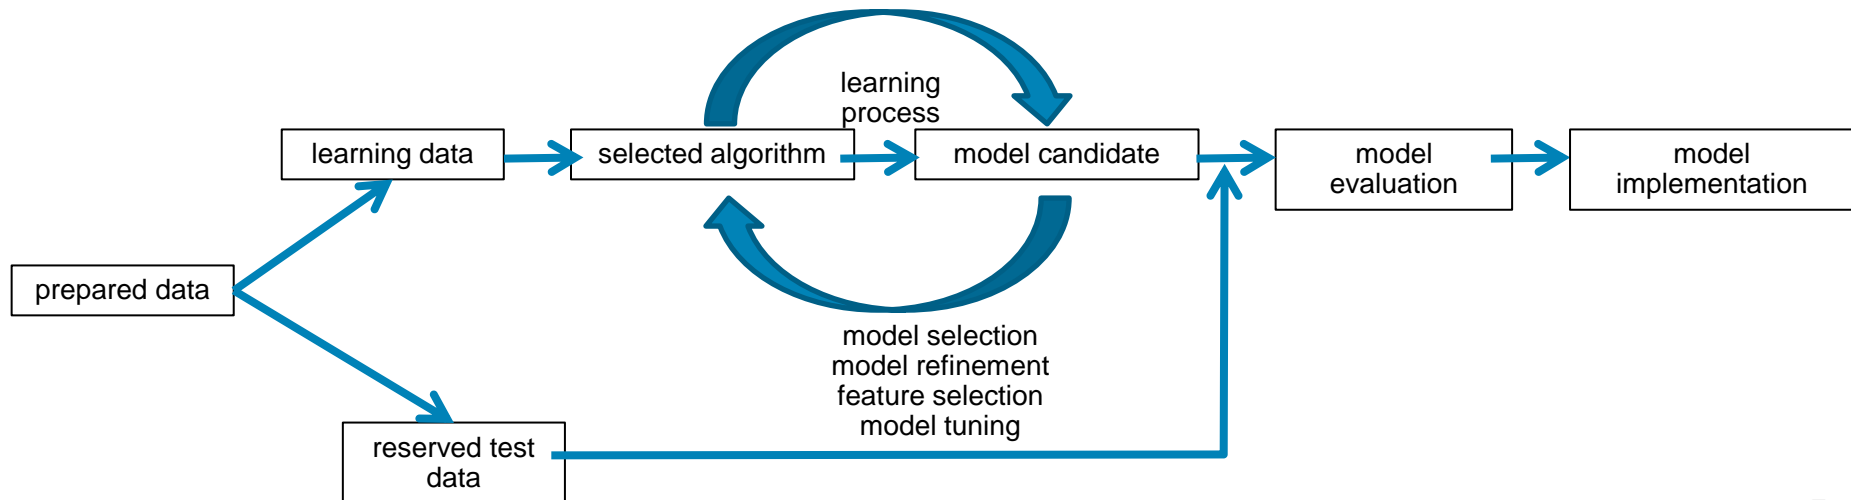 learning
process
learning data
selected algorithm
model candidate
model
evaluation
model
implementation
prepared data
model selection
model refinement
feature selection
model tuning
reserved test
data